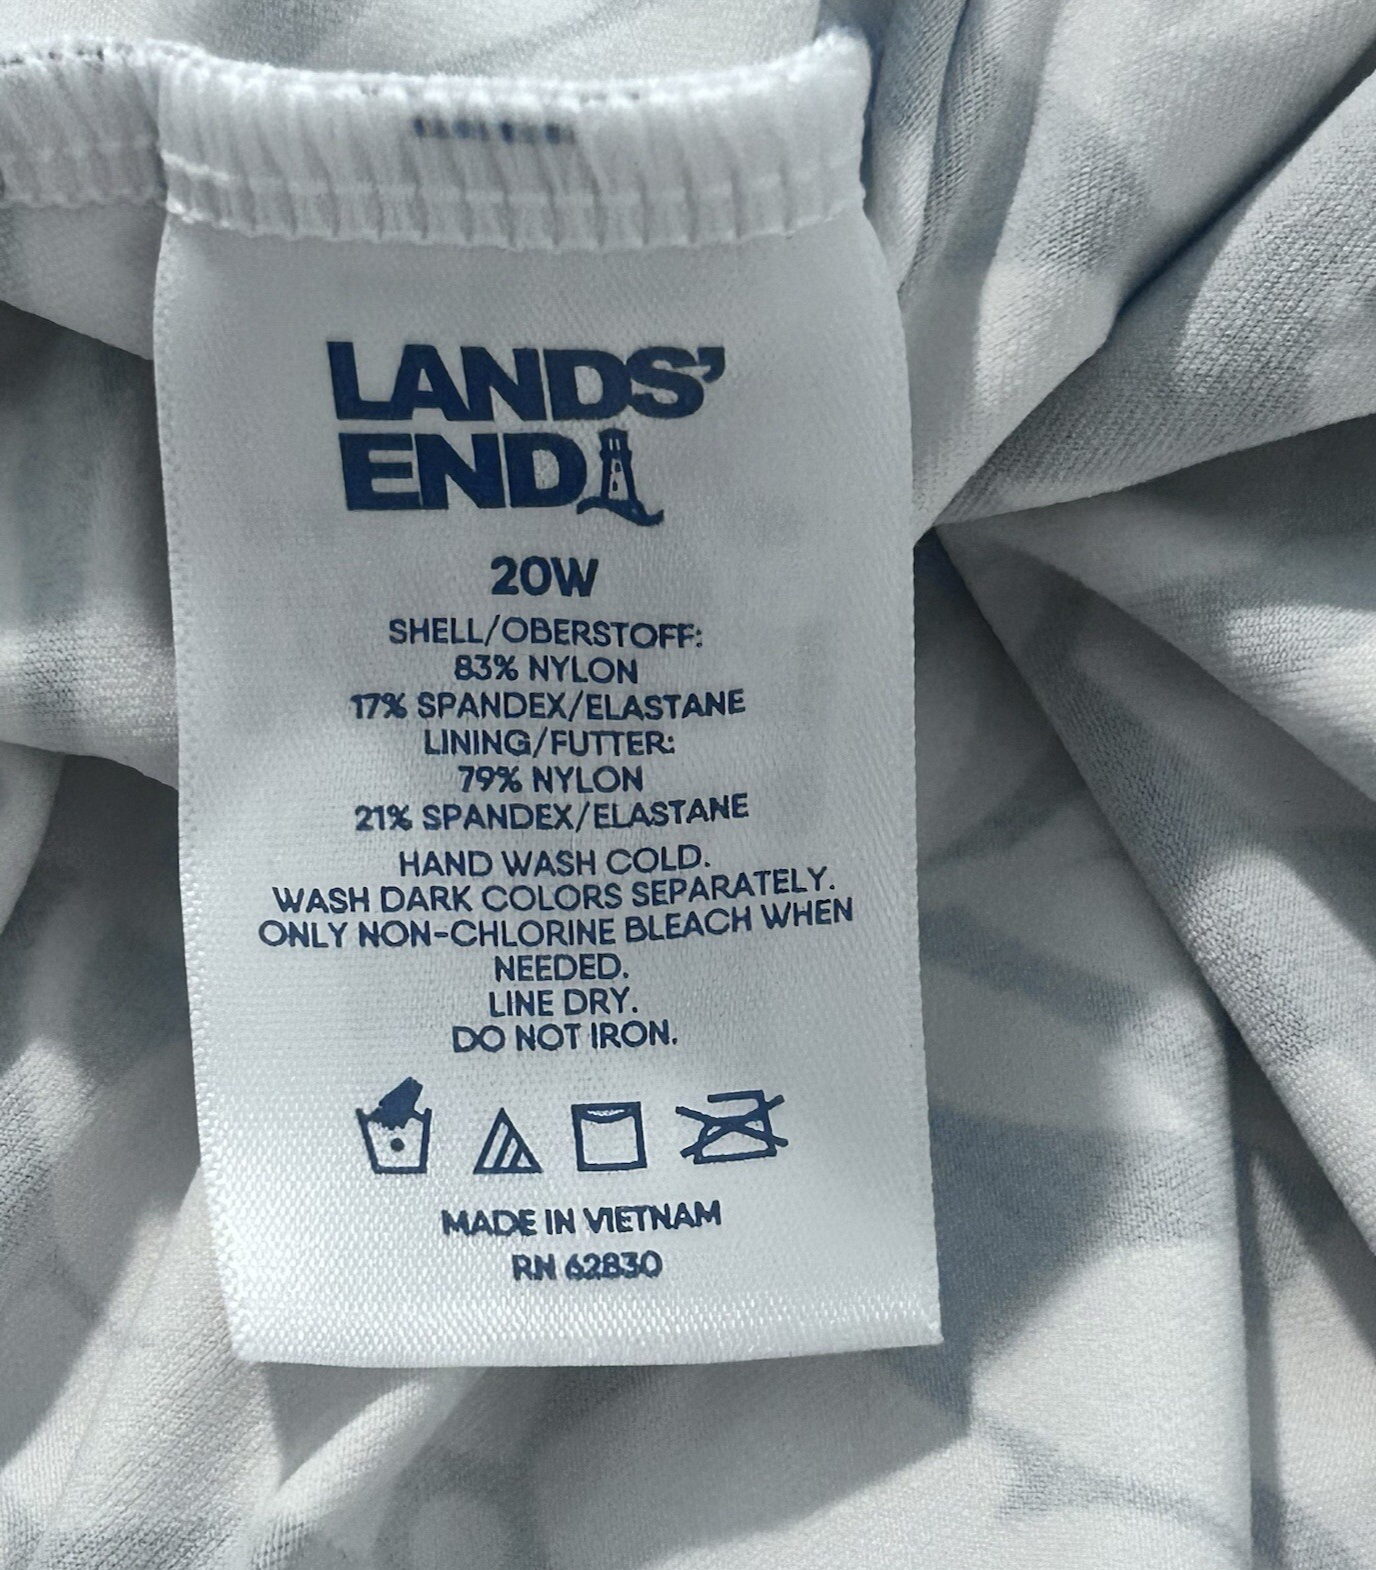 LANDS'
END
20W
SHELL/OBERSTOFF:
83% NYLON
17% SPANDEX/ELASTANE
LINING/FUTTER:
79% NYLON
21% SPANDEX/ELASTANE
HAND WASH COLD.
WASH DARK COLORS SEPARATELY.
ONLY NON-CHLORINE BLEACH WHEN
NEEDED.
LINE DRY.
DO NOT IRON.
MADE IN VIETNAM
RN 62830